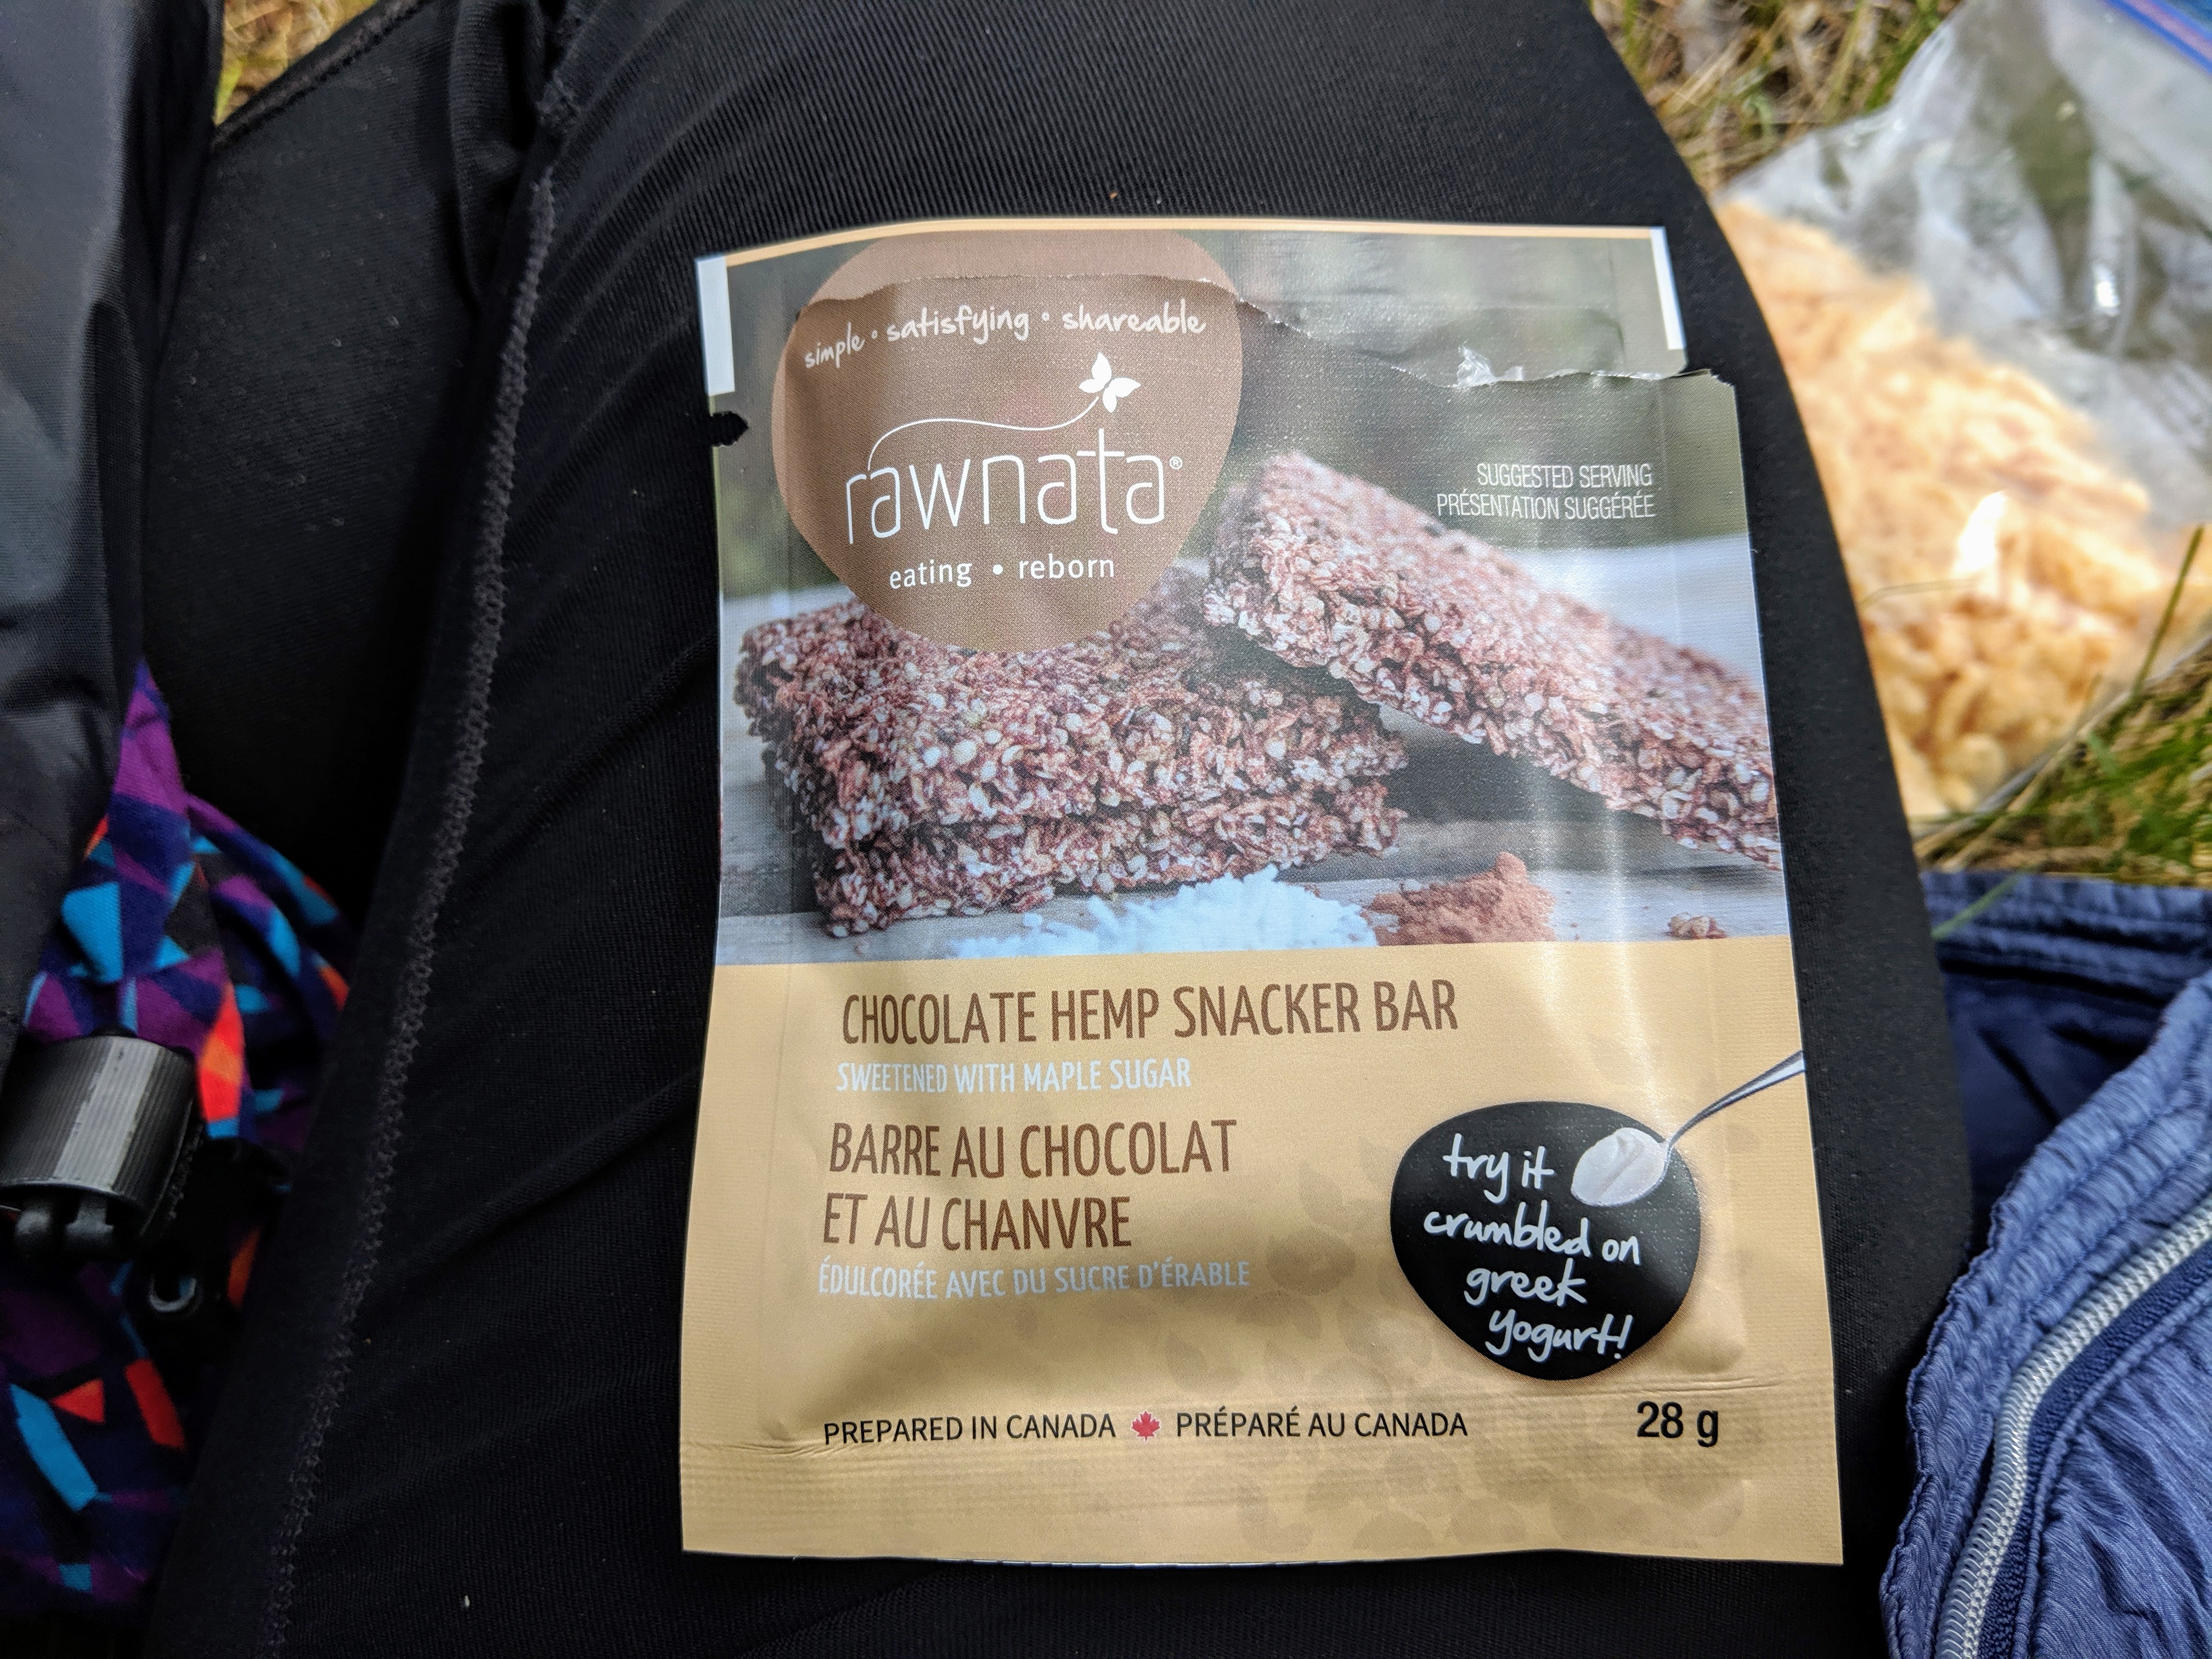 simple • satisfying • shareable
rawnata®
eating • reborn
SUGGESTED SERVING
PRÉSENTATION SUGGÉRÉE
CHOCOLATE HEMP SNACKER BAR
SWEETENED WITH MAPLE SUGAR
BARRE AU CHOCOLAT
ET AU CHANVRE
ÉDULCORÉE AVEC DU SUCRE D'ÉRABLE
try it
crumbled on
greek
yogurt!
PREPARED IN CANADA PRÉPARÉ AU CANADA
28 g